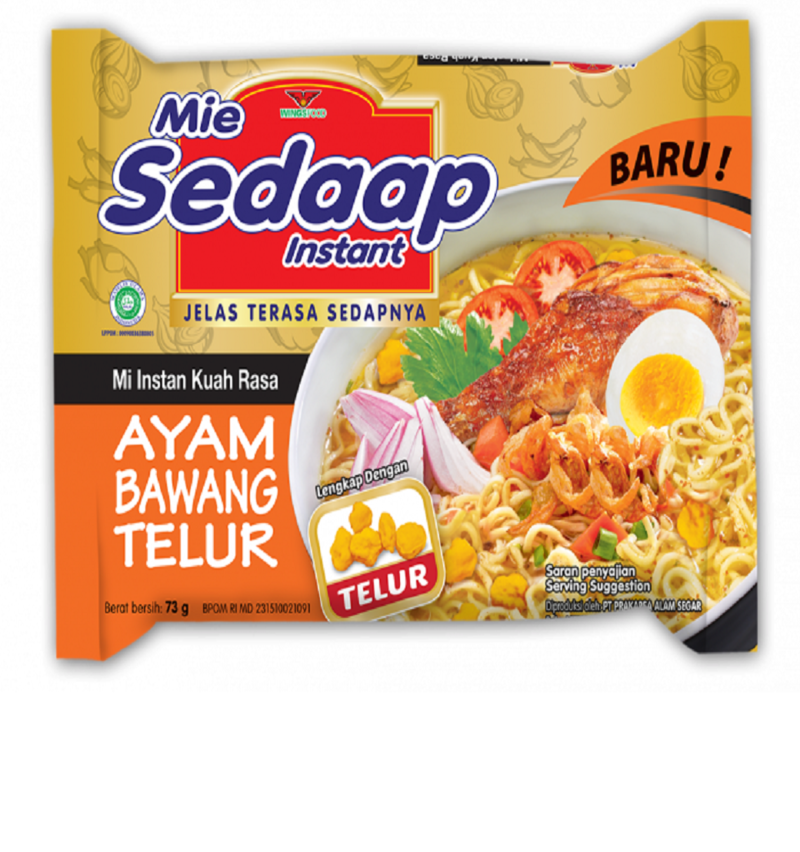 WINGSFOOD
Mie
Sedaap
Instant
JELAS TERASA SEDAPNYA
BARU !
Mi Instan Kuah Rasa
AYAM
BAWANG
TELUR
Lengkap Dengan
TELUR
Saran penyajian
Serving Suggestion
Diproduksi oleh: PT PRAKARSA ALAM SEGAR
Berat bersih: 73 g BPOM RI MD 231510021091